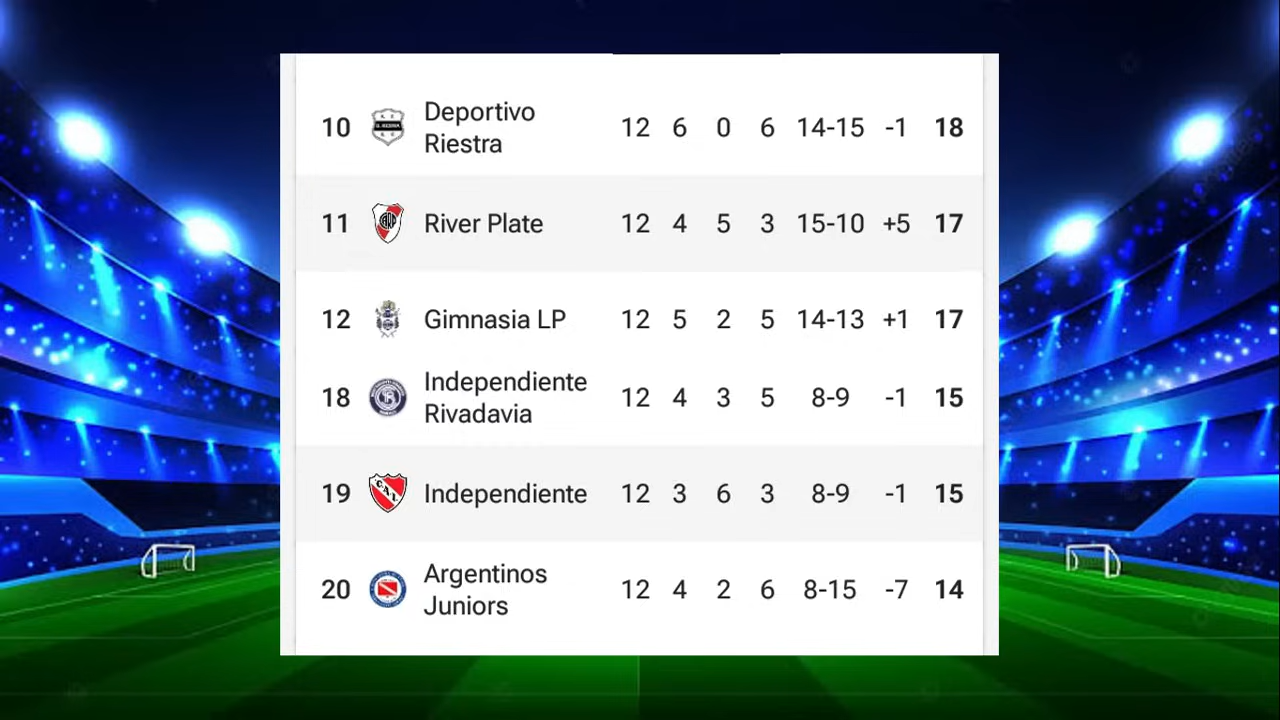 10 Deportivo Riestra 12 6 0 6 14-15 -1 18
11 River Plate 12 4 5 3 15-10 +5 17
12 Gimnasia LP 12 5 2 5 14-13 +1 17
18 Independiente Rivadavia 12 4 3 5 8-9 -1 15
19 Independiente 12 3 6 3 8-9 -1 15
20 Argentinos Juniors 12 4 2 6 8-15 -7 14